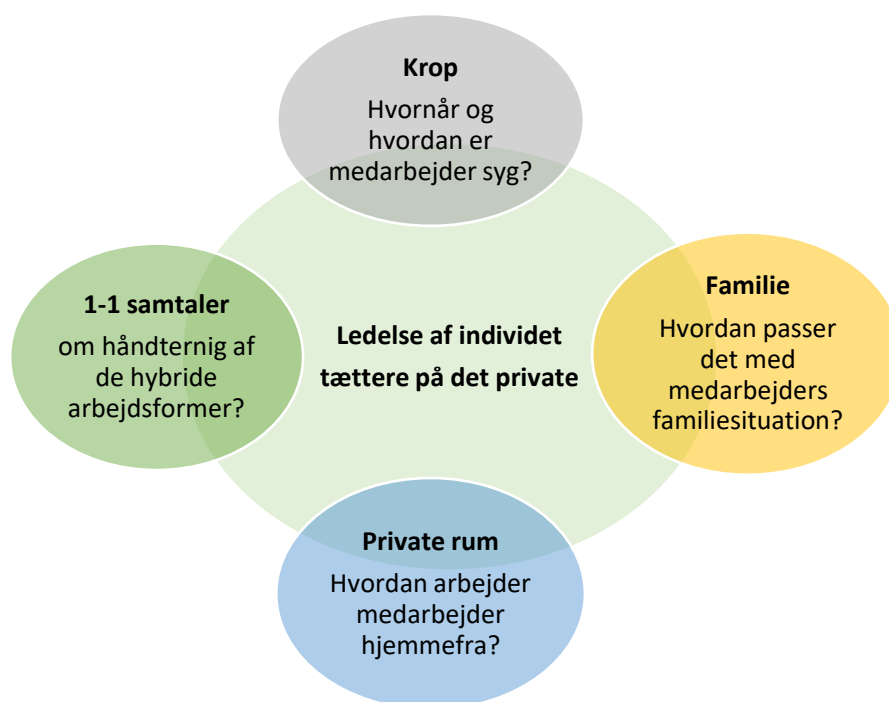 Krop
Hvornår og
hvordan er
medarbejder syg?
1-1 samtaler
om håndternig af
de hybride
arbejdsformer?
Ledelse af individet
tættere på det private
Familie
Hvordan passer
det med
medarbejders
familiesituation?
Private rum
Hvordan arbejder
medarbejder
hjemmefra?